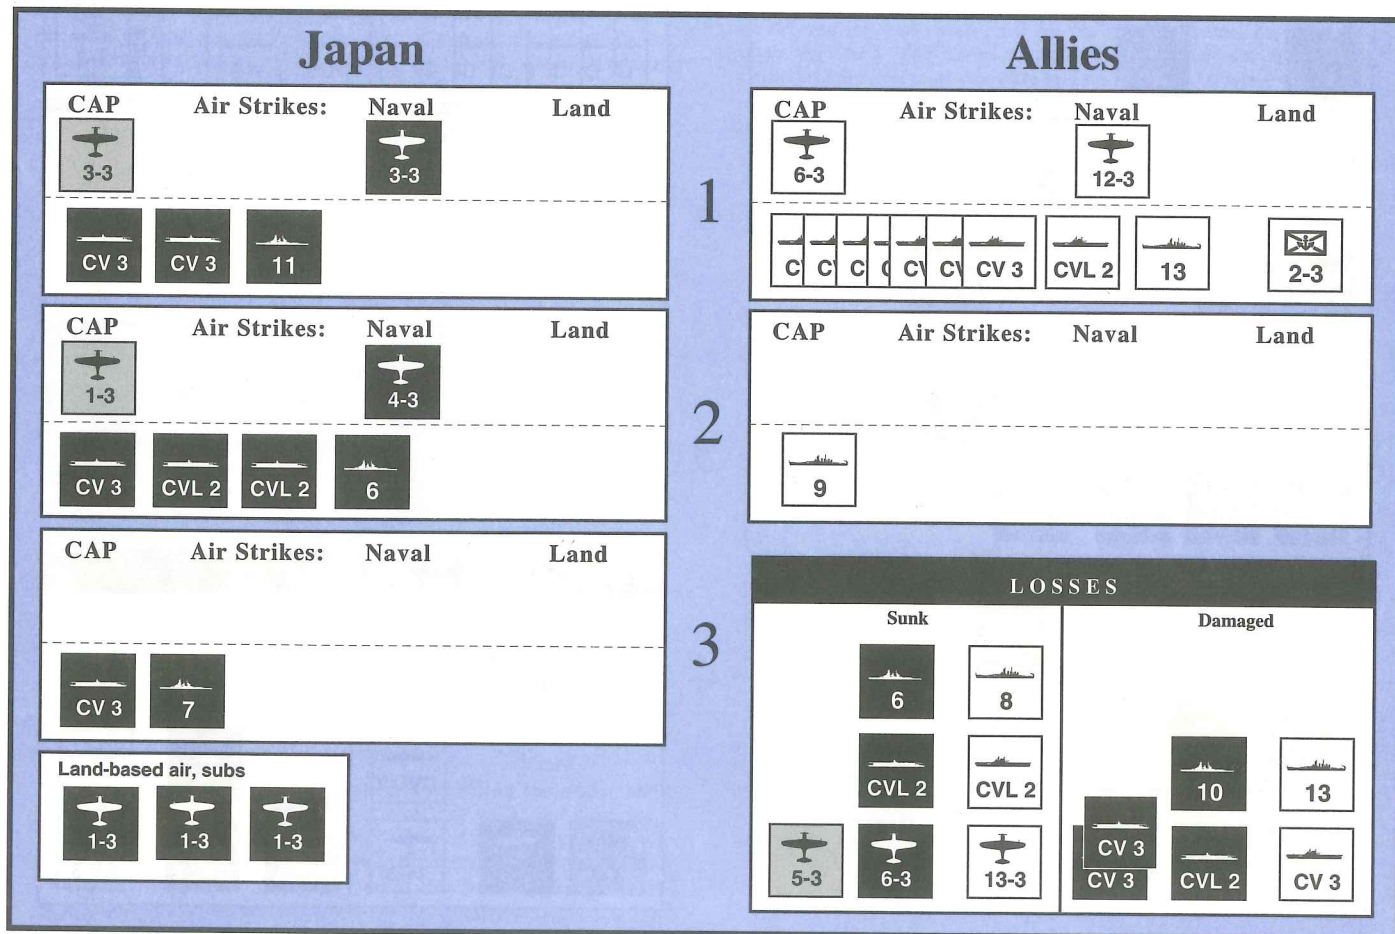 Japan
CAP Air Strikes: Naval Land
3-3 3-3
CV 3 CV 3 11
CAP Air Strikes: Naval Land
1-3 4-3
CV 3 CVL 2 CVL 2 6
CAP Air Strikes: Naval Land
CV 3 7
Land-based air, subs
1-3 1-3 1-3
1
2
3
Allies
CAP Air Strikes: Naval Land
6-3 12-3
CV 3 CVL 2 13 2-3
CAP Air Strikes: Naval Land
9
LOSSES
Sunk
6 8
CVL 2 CVL 2
5-3 6-3 13-3
Damaged
10 13
CV 3
CV 3 CVL 2 CV 3